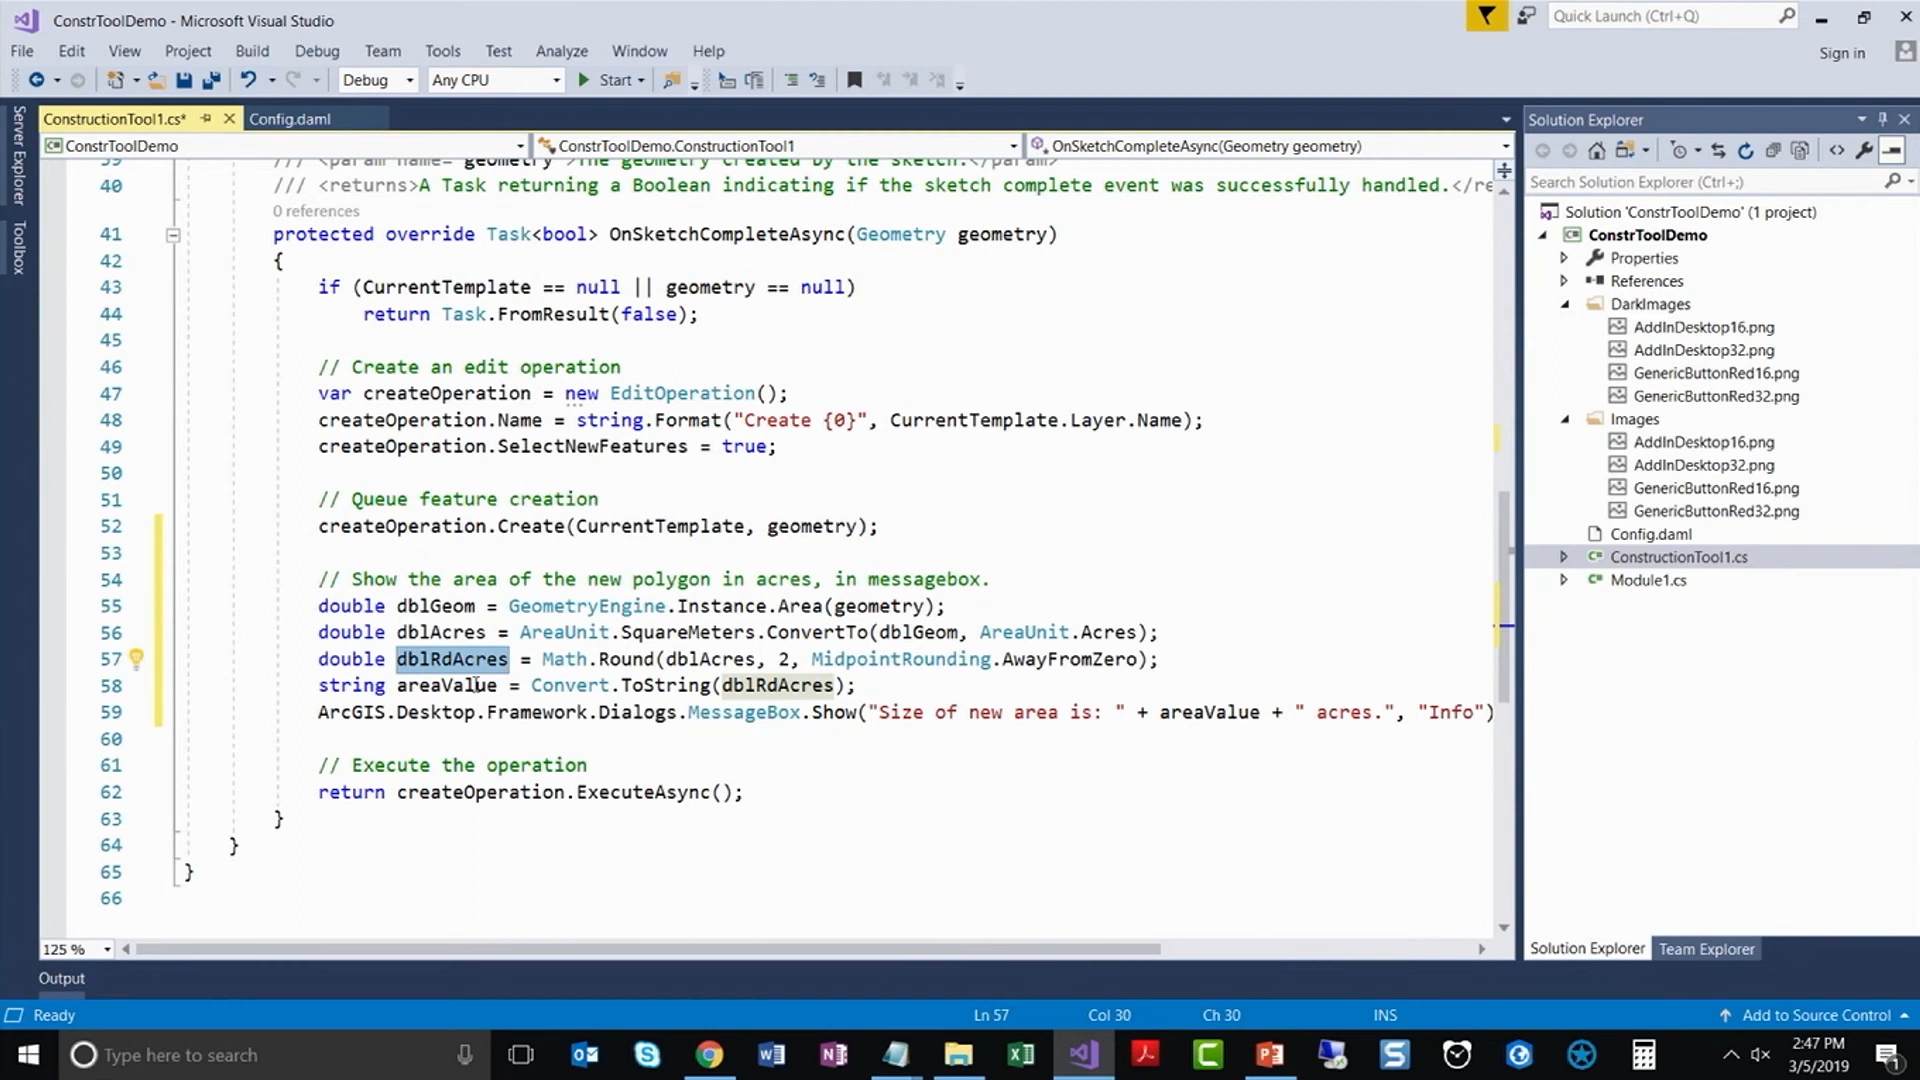 ConstrToolDemo - Microsoft Visual Studio
Quick Launch (Ctrl+Q)
File Edit View Project Build Debug Team Tools Test Analyze Window Help
Sign in
Debug Any CPU Start
Server Explorer
Toolbox
ConstructionTool1.cs* Config.daml
ConstrToolDemo ConstrToolDemo.ConstructionTool1 OnSketchCompleteAsync(Geometry geometry)
39 /// <param name="geometry">The geometry created by the sketch.</param>
40 /// <returns>A Task returning a Boolean indicating if the sketch complete event was successfully handled.</re
0 references
41 protected override Task<bool> OnSketchCompleteAsync(Geometry geometry)
42 {
43 if (CurrentTemplate == null || geometry == null)
44 return Task.FromResult(false);
45
46 // Create an edit operation
47 var createOperation = new EditOperation();
48 createOperation.Name = string.Format("Create {0}", CurrentTemplate.Layer.Name);
49 createOperation.SelectNewFeatures = true;
50
51 // Queue feature creation
52 createOperation.Create(CurrentTemplate, geometry);
53
54 // Show the area of the new polygon in acres, in messagebox.
55 double dblGeom = GeometryEngine.Instance.Area(geometry);
56 double dblAcres = AreaUnit.SquareMeters.ConvertTo(dblGeom, AreaUnit.Acres);
57 double dblRdAcres = Math.Round(dblAcres, 2, MidpointRounding.AwayFromZero);
58 string areaValue = Convert.ToString(dblRdAcres);
59 ArcGIS.Desktop.Framework.Dialogs.MessageBox.Show("Size of new area is: " + areaValue + " acres.", "Info")
60
61 // Execute the operation
62 return createOperation.ExecuteAsync();
63 }
64 }
65 }
66
125 %
Output
Solution Explorer
Search Solution Explorer (Ctrl+;)
Solution 'ConstrToolDemo' (1 project)
ConstrToolDemo
Properties
References
DarkImages
AddInDesktop16.png
AddInDesktop32.png
GenericButtonRed16.png
GenericButtonRed32.png
Images
AddInDesktop16.png
AddInDesktop32.png
GenericButtonRed16.png
GenericButtonRed32.png
Config.daml
ConstructionTool1.cs
Module1.cs
Solution Explorer Team Explorer
Ready Ln 57 Col 30 Ch 30 INS Add to Source Control
Type here to search
2:47 PM
3/5/2019
1